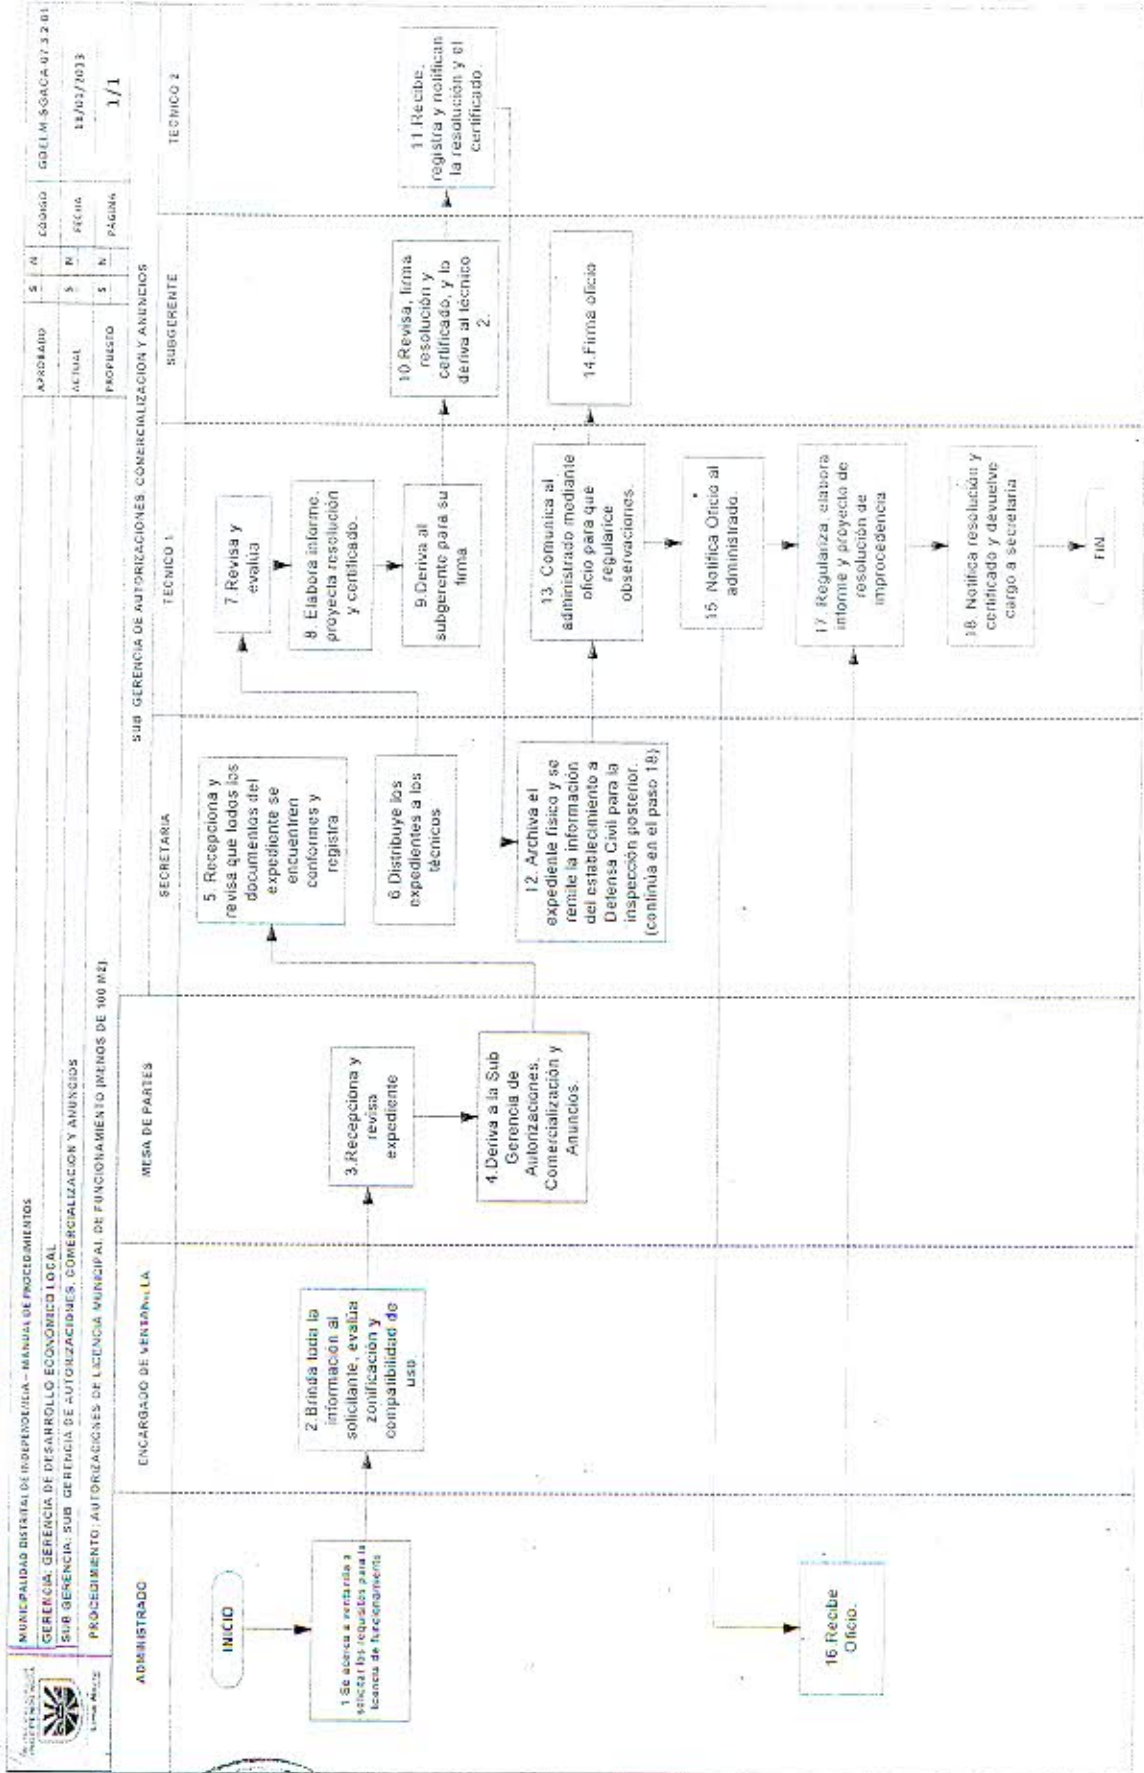 MUNICIPALIDAD DISTRITAL DE INDEPENDENCIA – MANUAL DE PROCEDIMIENTOS
GERENCIA: GERENCIA DE DESARROLLO ECONOMICO LOCAL
SUB GERENCIA: SUB GERENCIA DE AUTORIZACIONES, COMERCIALIZACION Y ANUNCIOS
PROCEDIMIENTO: AUTORIZACIONES DE LICENCIA MUNICIPAL DE FUNCIONAMIENTO (MENOS DE 100 M2)
APROBADO S N CODIGO
ACTUAL S N FECHA
PROPUESTO S N PAGINA 1/1
SUB GERENCIA DE AUTORIZACIONES, COMERCIALIZACION Y ANUNCIOS
ADMINISTRADO
ENCARGADO DE VENTANILLA
MESA DE PARTES
SECRETARIA
TECNICO 1
SUBGERENTE
TECNICO 2
INICIO
1 Se acerca a ventanilla a
solicitar los requisitos para la
licencia de funcionamiento
2.Brinda toda la
información al
solicitante, evalúa
zonificación y
compatibilidad de
uso.
3.Recepciona y
revisa
expediente
4.Deriva a la Sub
Gerencia de
Autorizaciones,
Comercialización y
Anuncios.
5. Recepciona y
revisa que todos los
documentos del
expediente se
encuentren
conformes y
registra.
6.Distribuye los
expedientes a los
técnicos
7.Revisa y
evalúa
8. Elabora informe,
proyecta resolución
y certificado.
9.Deriva al
subgerente para su
firma
10.Revisa, firma
resolución y
certificado, y lo
deriva al técnico
2.
11.Recibe,
registra y notifican
la resolución y el
certificado.
12. Archiva el
expediente físico y se
remite la información
del establecimiento a
Defensa Civil para la
inspección posterior.
(continúa en el paso 18)
13. Comunica al
administrado mediante
oficio para que
regularice
observaciones.
14.Firma oficio
15. Notifica Oficio al
administrado.
16.Recibe
Oficio.
17. Regulariza, elabora
informe y proyecto de
resolución de
improcedencia
18. Notifica resolución y
certificado y devuelve
cargo a secretaria
FIN